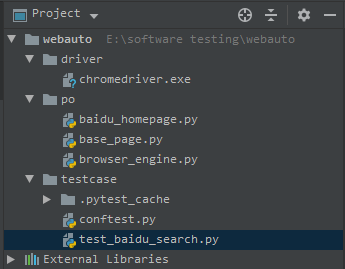 Project
webauto E:\software testing\webauto
driver
chromedriver.exe
po
baidu_homepage.py
base_page.py
browser_engine.py
testcase
.pytest_cache
conftest.py
test_baidu_search.py
External Libraries